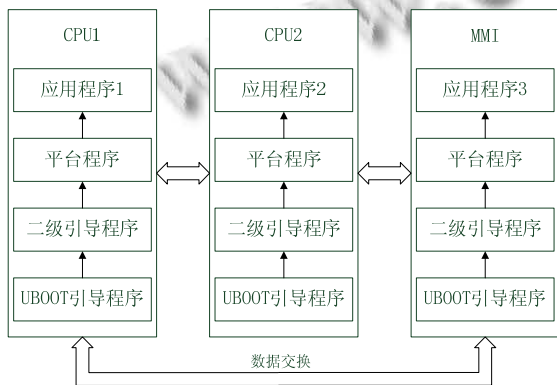 CPU1
应用程序1
平台程序
二级引导程序
UBOOT引导程序
CPU2
应用程序2
平台程序
二级引导程序
UBOOT引导程序
MMI
应用程序3
平台程序
二级引导程序
UBOOT引导程序
数据交换